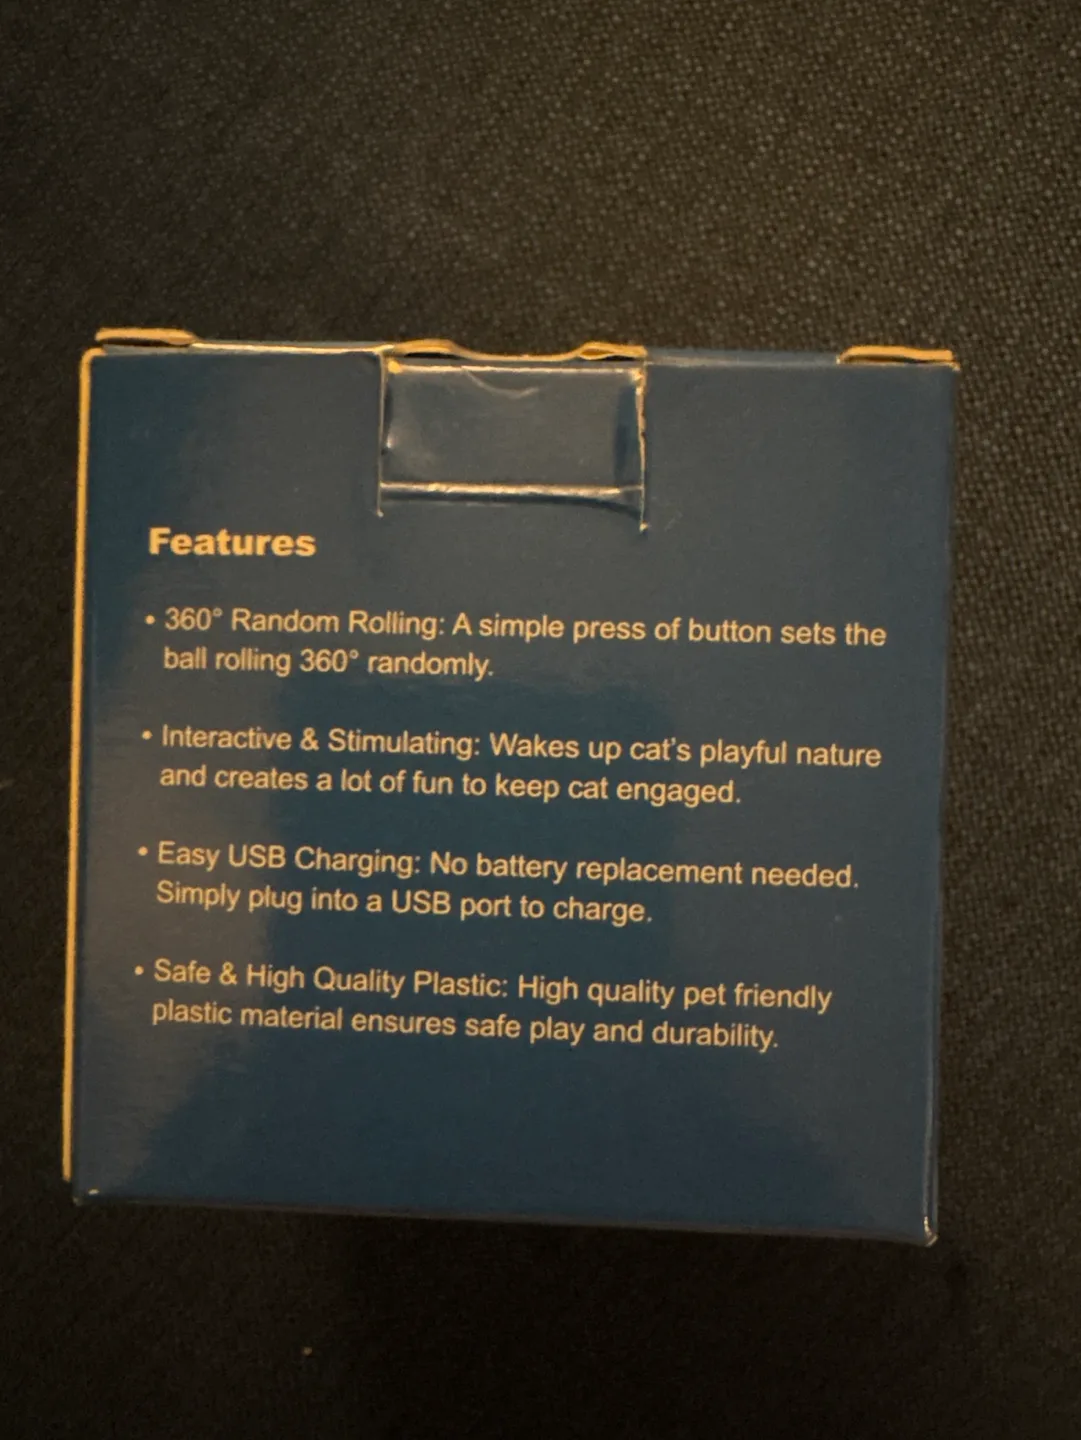 Features
• 360° Random Rolling: A simple press of button sets the
ball rolling 360° randomly.
• Interactive & Stimulating: Wakes up cat's playful nature
and creates a lot of fun to keep cat engaged.
• Easy USB Charging: No battery replacement needed.
Simply plug into a USB port to charge.
• Safe & High Quality Plastic: High quality pet friendly
plastic material ensures safe play and durability.